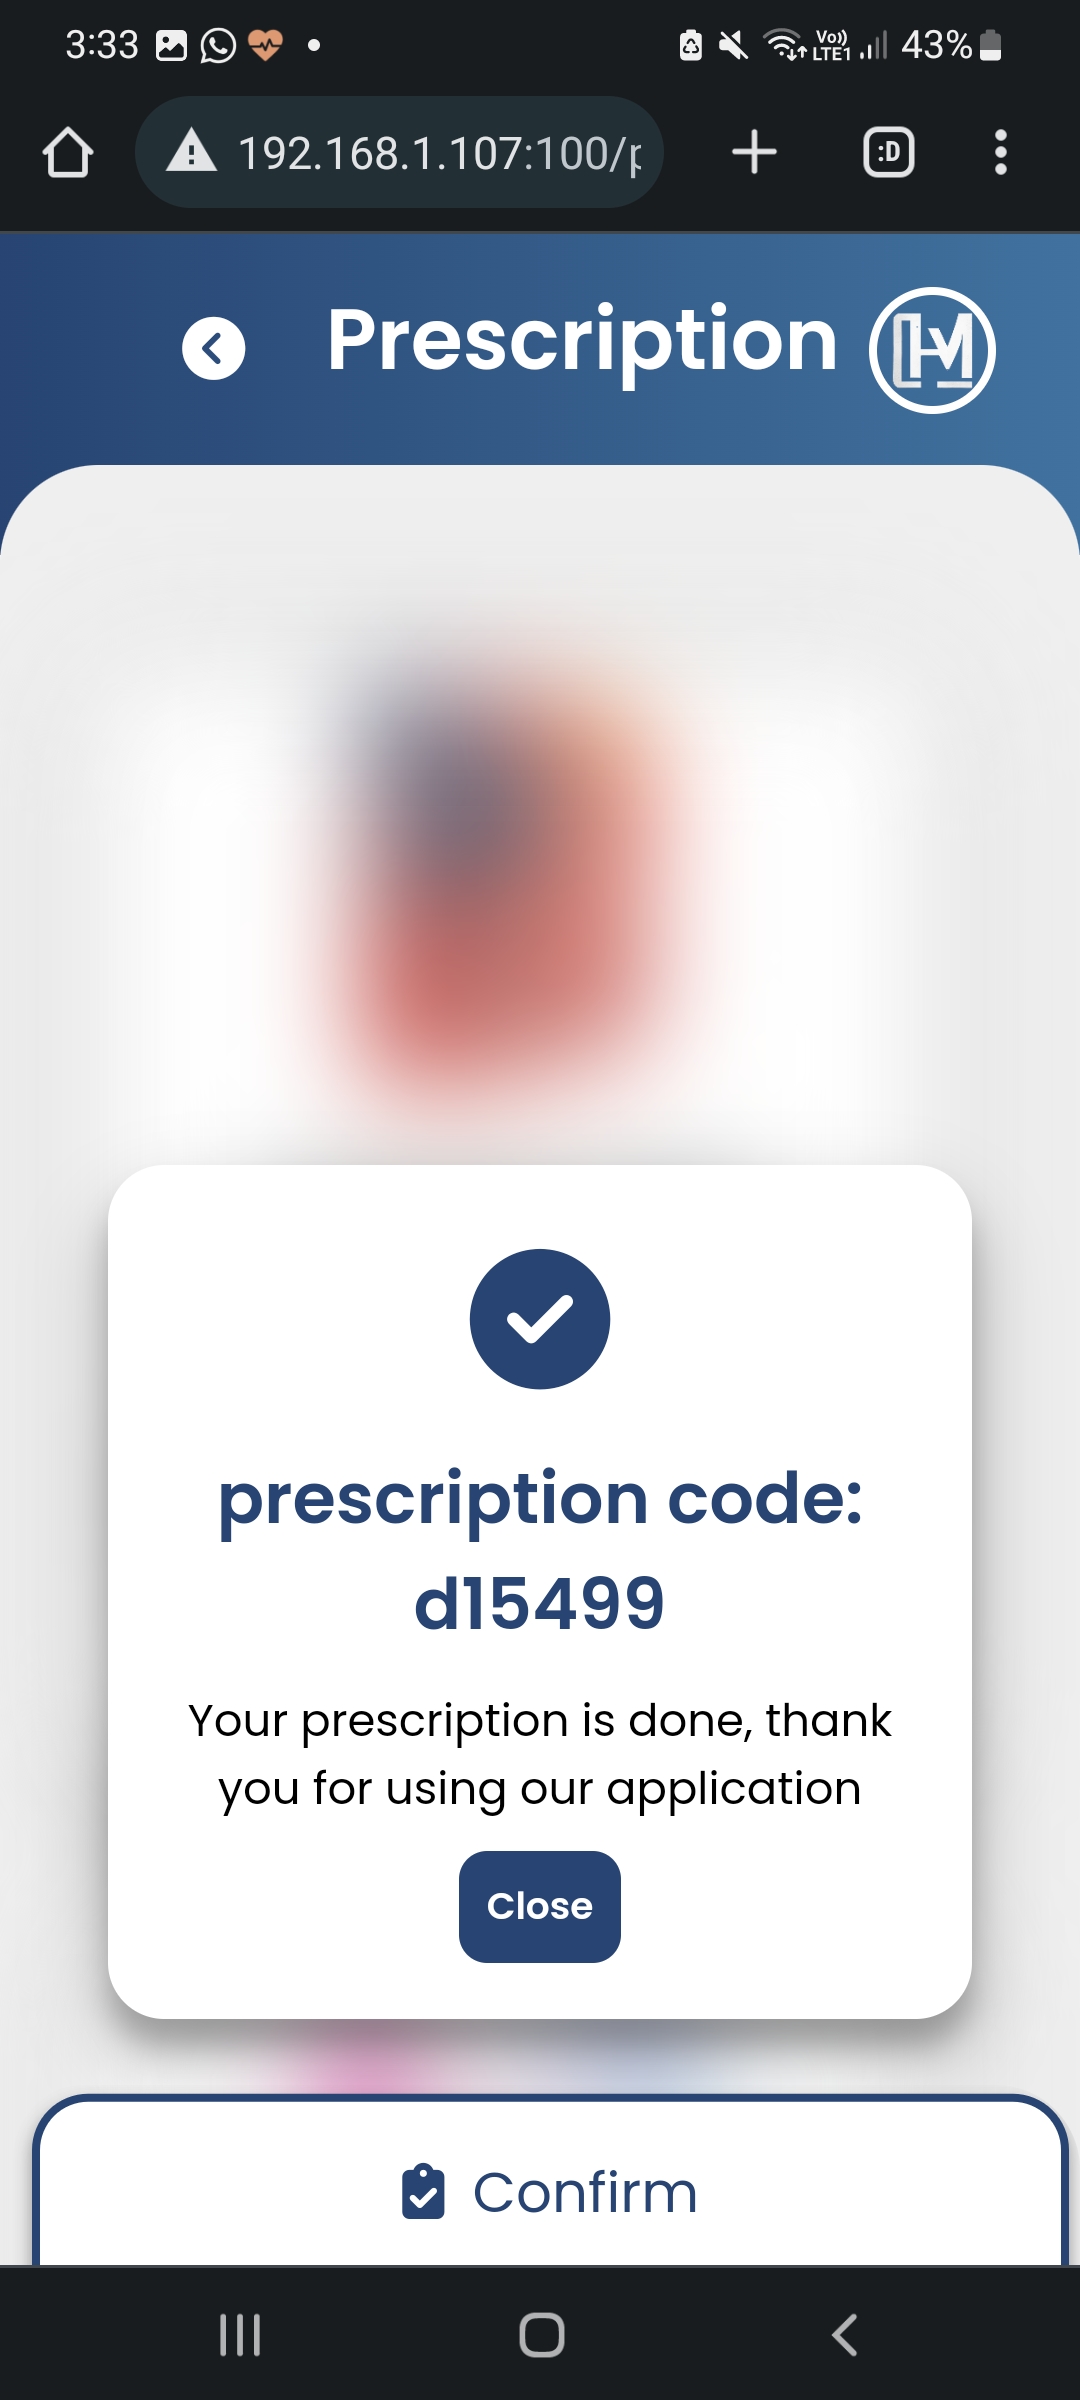 3:33
Vo)) LTE1 43%
192.168.1.107:100/p
:D
Prescription
HM
prescription code:
d15499
Your prescription is done, thank
you for using our application
Close
Confirm